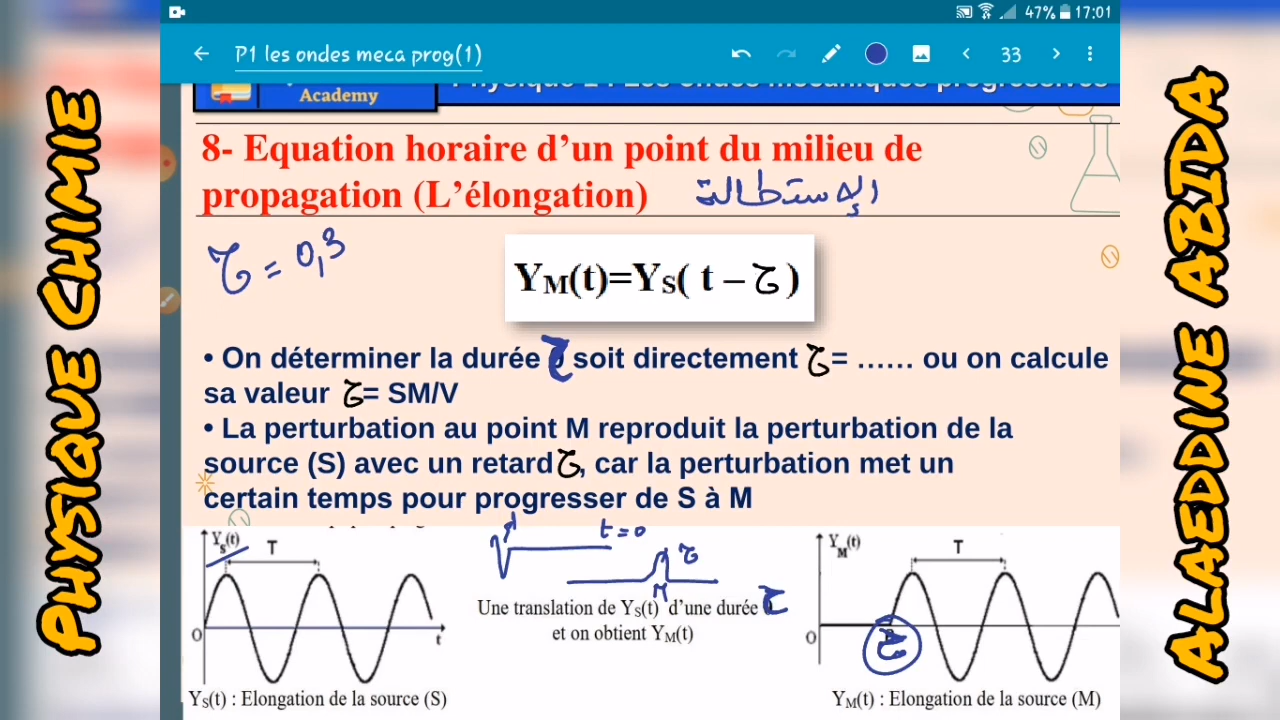 47% 17:01
P1 les ondes meca prog(1)
33
Academy
8- Equation horaire d'un point du milieu de
propagation (L'élongation) الإستطالة
τ = 0,3
YM(t)=YS( t – τ )
• On déterminer la durée τ soit directement τ= …… ou on calcule
sa valeur τ= SM/V
• La perturbation au point M reproduit la perturbation de la
source (S) avec un retard τ, car la perturbation met un
certain temps pour progresser de S à M
Ys(t) T
O t
YS(t) : Elongation de la source (S)
t = 0
τ
M
Une translation de YS(t) d'une durée τ
et on obtient YM(t)
YM(t) T
O τ
YM(t) : Elongation de la source (M)
PHYSIQUE CHIMIE
ALAEDDINE ABIDA